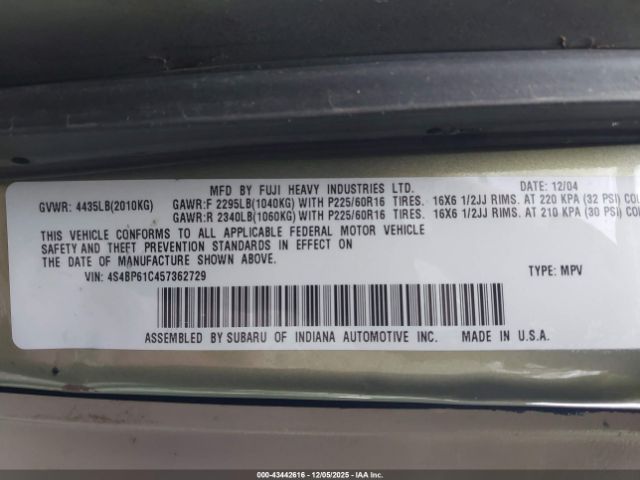 MFD BY FUJI HEAVY INDUSTRIES LTD. DATE: 12/04
GVWR: 4435LB(2010KG) GAWR:F 2295LB(1040KG) WITH P225/60R16 TIRES. 16X6 1/2JJ RIMS. AT 220 KPA (32 PSI) COL
GAWR:R 2340LB(1060KG) WITH P225/60R16 TIRES. 16X6 1/2JJ RIMS. AT 210 KPA (30 PSI) COL
THIS VEHICLE CONFORMS TO ALL APPLICABLE FEDERAL MOTOR VEHICLE
SAFETY AND THEFT PREVENTION STANDARDS IN EFFECT ON
THE DATE OF MANUFACTURE SHOWN ABOVE.
VIN: 4S4BP61C457362729 TYPE: MPV
ASSEMBLED BY SUBARU OF INDIANA AUTOMOTIVE INC. MADE IN U.S.A.
000-43442616 - 12/05/2025 - IAA Inc.